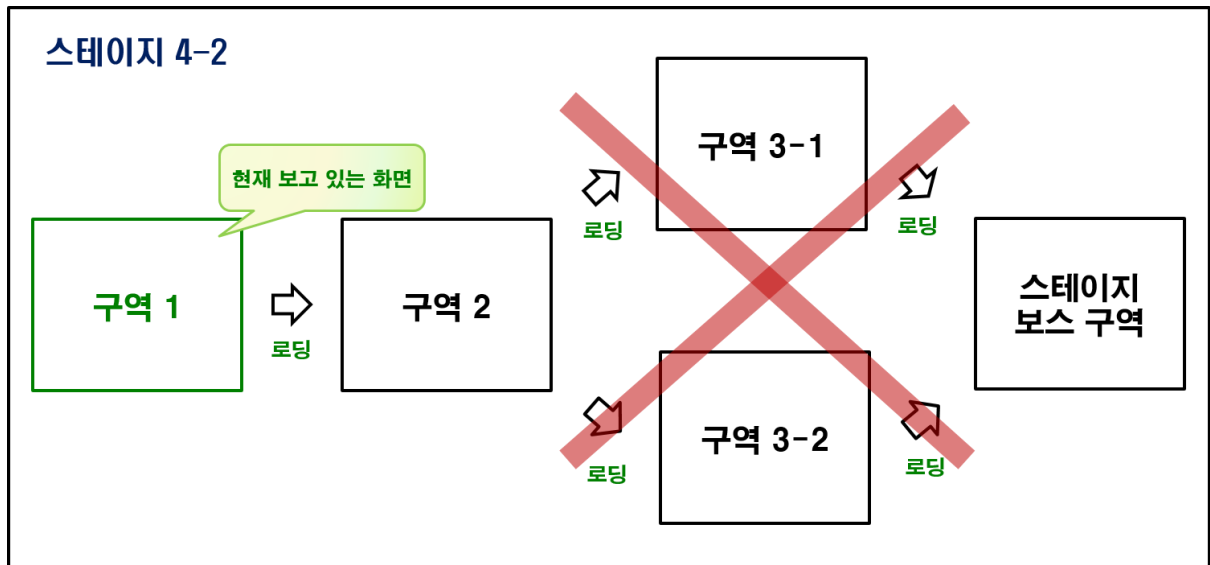 스테이지 4-2
현재 보고 있는 화면
구역 1
로딩
구역 2
로딩
구역 3-1
로딩
로딩
구역 3-2
로딩
스테이지
보스 구역